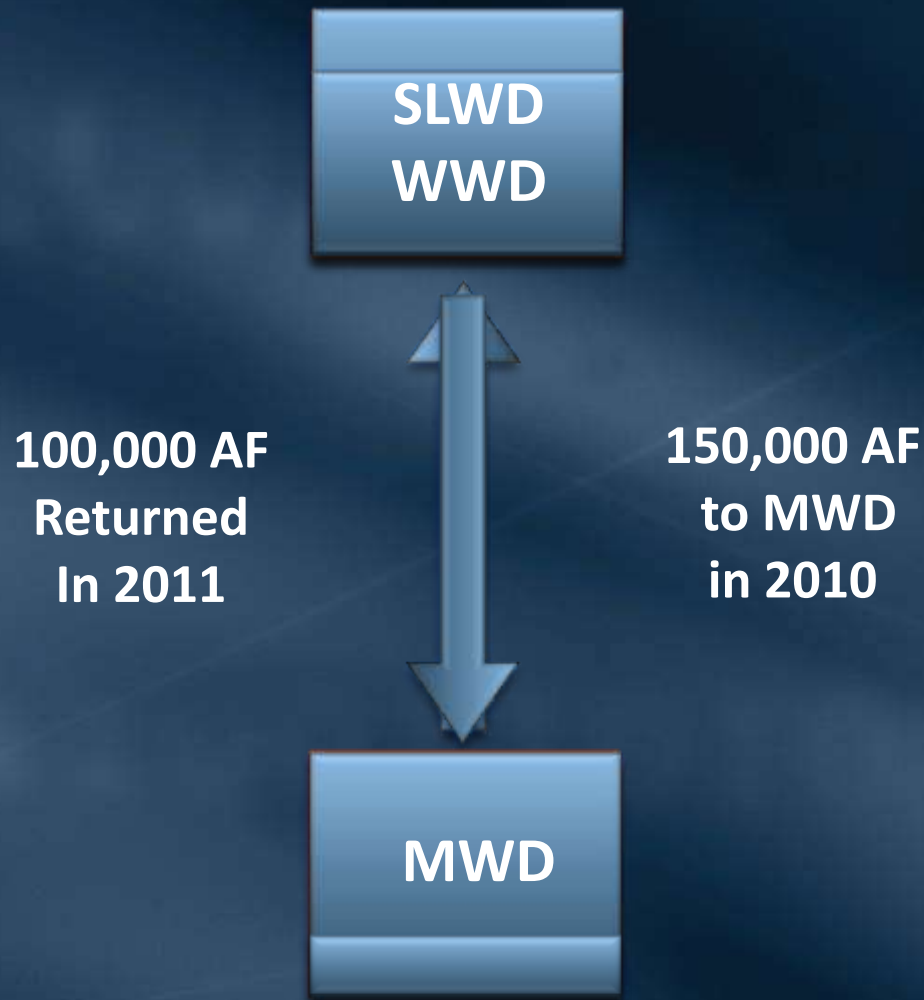 SLWD
WWD
100,000 AF
Returned
In 2011
150,000 AF
to MWD
in 2010
MWD